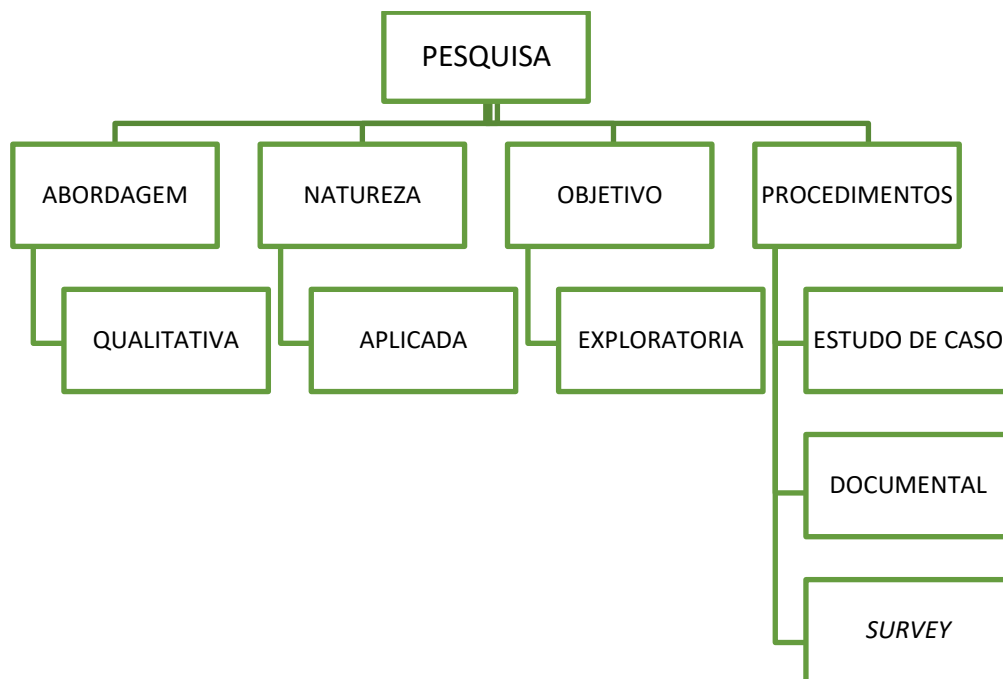 PESQUISA
ABORDAGEM
NATUREZA
OBJETIVO
PROCEDIMENTOS
QUALITATIVA
APLICADA
EXPLORATORIA
ESTUDO DE CASO
DOCUMENTAL
SURVEY